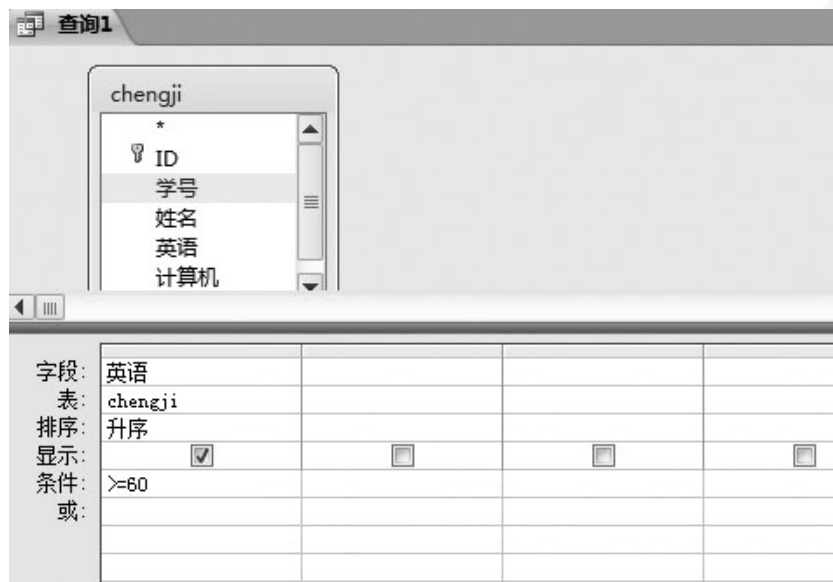 查询1
chengji
*
ID
学号
姓名
英语
计算机
字段: 英语
表: chengji
排序: 升序
显示:
条件: >=60
或: